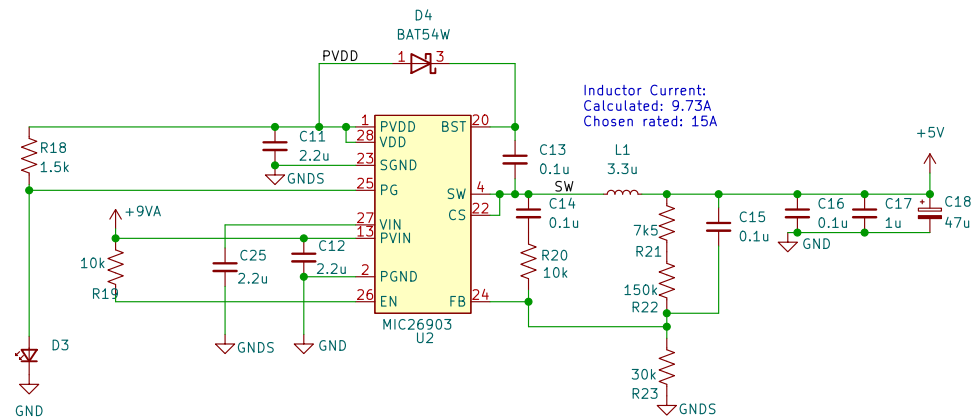 D4
BAT54W
PVDD
1
3
Inductor Current:
Calculated: 9.73A
Chosen rated: 15A
R18
1.5k
C11
2.2u
GNDS
1
28
23
25
27
13
2
26
PVDD
VDD
SGND
PG
VIN
PVIN
PGND
EN
BST
SW
CS
FB
20
4
22
24
MIC26903
U2
C13
0.1u
SW
L1
3.3u
+5V
C14
0.1u
R20
10k
7k5
R21
150k
R22
C15
0.1u
C16
0.1u
C17
1u
+
C18
47u
GND
+9VA
10k
R19
C25
2.2u
C12
2.2u
D3
GND
GNDS
GND
30k
R23
GNDS